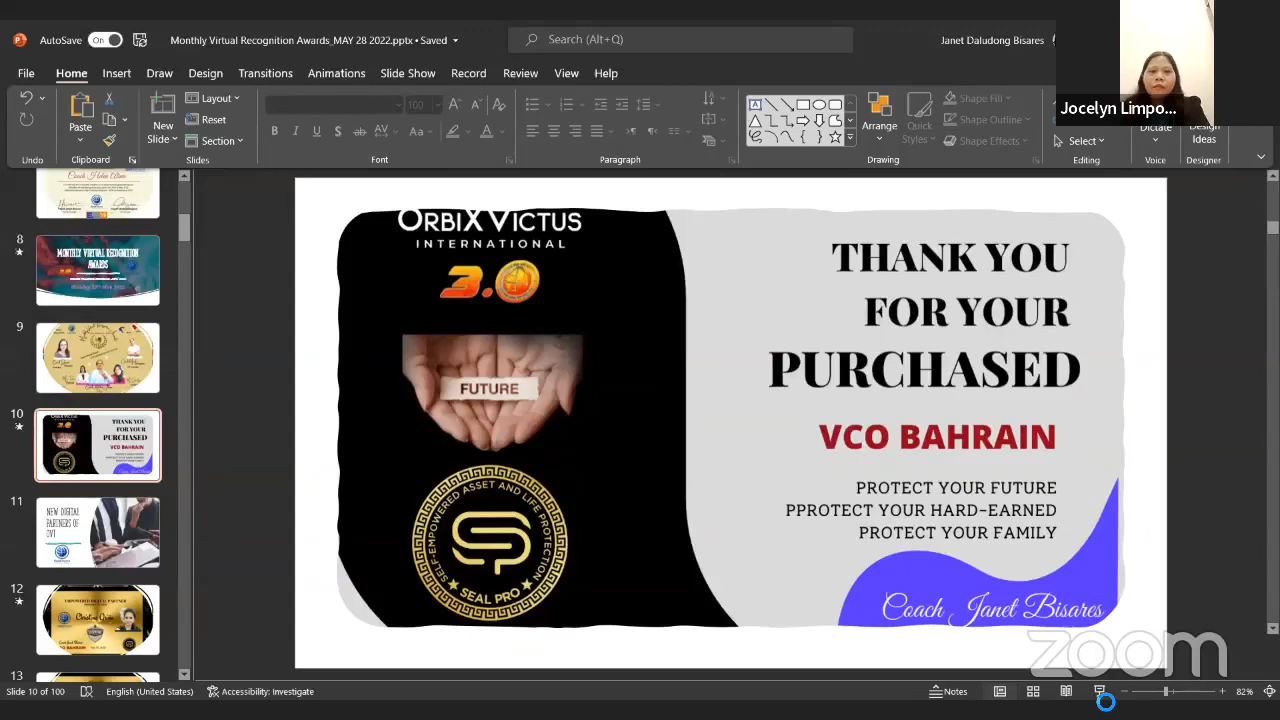 AutoSave On
Monthly Virtual Recognition Awards_MAY 28 2022.pptx • Saved
Search (Alt+Q)
Janet Daludong Bisares
Jocelyn Limpo...
File Home Insert Draw Design Transitions Animations Slide Show Record Review View Help
Paste
New
Slide
Layout
Reset
Section
100
Arrange
Quick
Styles
Shape Fill
Shape Outline
Shape Effects
Select
Dictate
Design
Ideas
Undo
Clipboard
Slides
Font
Paragraph
Drawing
Editing
Voice
Designer
Coach Helen Alino
8
MONTHLY VIRTUAL RECOGNITION
AWARDS
9
10
11
NEW DIGITAL
PARTNERS OF
OVI
12
13
ORBIXVICTUS
INTERNATIONAL
3.0
FUTURE
SELF-EMPOWERED ASSET AND LIFE PROTECTION
SEAL PRO
THANK YOU
FOR YOUR
PURCHASED
VCO BAHRAIN
PROTECT YOUR FUTURE
PPROTECT YOUR HARD-EARNED
PROTECT YOUR FAMILY
Coach Janet Bisares
zoom
Slide 10 of 100
English (United States)
Accessibility: Investigate
Notes
82%